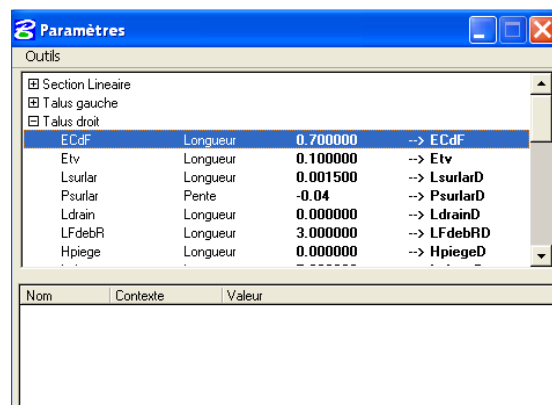 Paramètres
Outils
Section Lineaire
Talus gauche
Talus droit
ECdF Longueur 0.700000 --> ECdF
Etv Longueur 0.100000 --> Etv
Lsurlar Longueur 0.001500 --> LsurlarD
Psurlar Pente -0.04 --> PsurlarD
Ldrain Longueur 0.000000 --> LdrainD
LFdebR Longueur 3.000000 --> LFdebRD
Hpiege Longueur 0.000000 --> HpiegeD
Nom Contexte Valeur